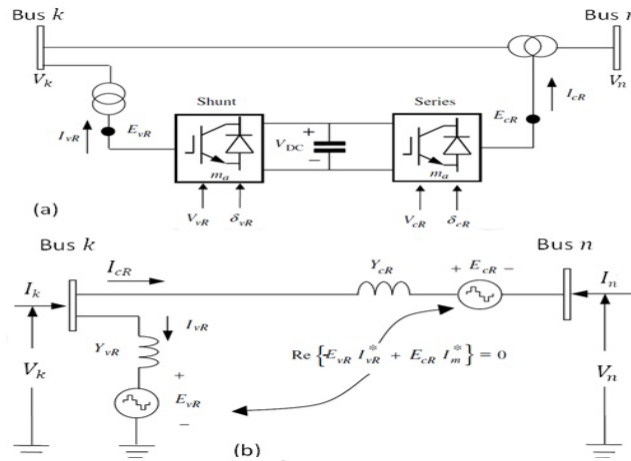 Bus k
Bus n
V_k
V_n
Shunt
Series
I_cR
I_vR
E_vR
E_cR
+
V_DC
−
m_a
m_a
(a)
V_vR
δ_vR
V_cR
δ_cR
Bus k
Bus n
I_cR
Y_cR
+ E_cR −
I_k
I_n
I_vR
Y_vR
Re {-E_vR I*_vR + E_cR I*_m} = 0
V_k
V_n
+
E_vR
−
(b)